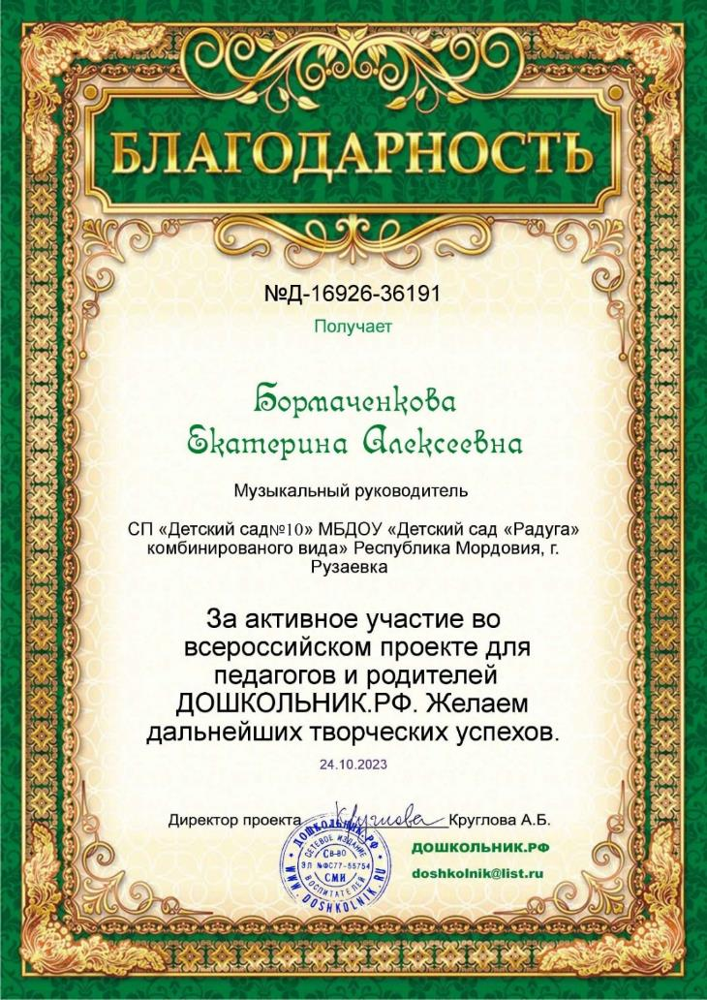 БЛАГОДАРНОСТЬ
№Д-16926-36191
Получает
Бормаченкова
Екатерина Алексеевна
Музыкальный руководитель
СП «Детский сад№10» МБДОУ «Детский сад «Радуга»
комбинированого вида» Республика Мордовия, г.
Рузаевка
За активное участие во
всероссийском проекте для
педагогов и родителей
ДОШКОЛЬНИК.РФ. Желаем
дальнейших творческих успехов.
24.10.2023
Директор проекта Круглова Круглова А.Б.
ДОШКОЛЬНИК.РФ
СЕТЕВОЕ ИЗДАНИЕ
СВ-ВО
ЭЛ №ФС77-55754
СМИ
ВОСПИТАТЕЛЕЙ
WWW.DOSHKOLNIK.RU
ДОШКОЛЬНИК.РФ
doshkolnik@list.ru